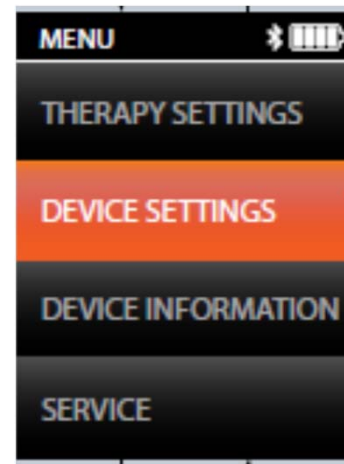 MENU
THERAPY SETTINGS
DEVICE SETTINGS
DEVICE INFORMATION
SERVICE